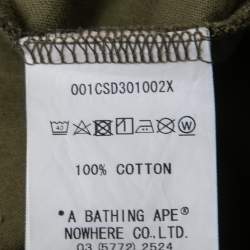 001CSD301002X
100% COTTON
*A BATHING APE®
NOWHERE CO.,LTD.
03 (5772) 2524